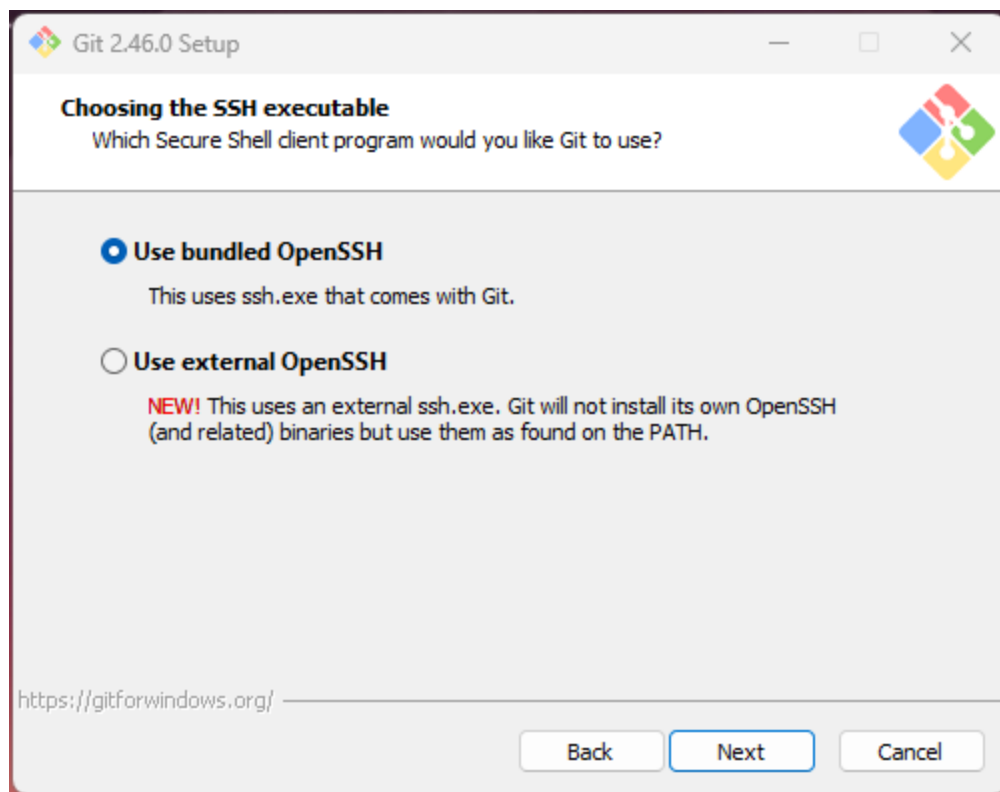 Git 2.46.0 Setup
Choosing the SSH executable
Which Secure Shell client program would you like Git to use?
Use bundled OpenSSH
This uses ssh.exe that comes with Git.
Use external OpenSSH
NEW! This uses an external ssh.exe. Git will not install its own OpenSSH
(and related) binaries but use them as found on the PATH.
https://gitforwindows.org/
Back Next Cancel